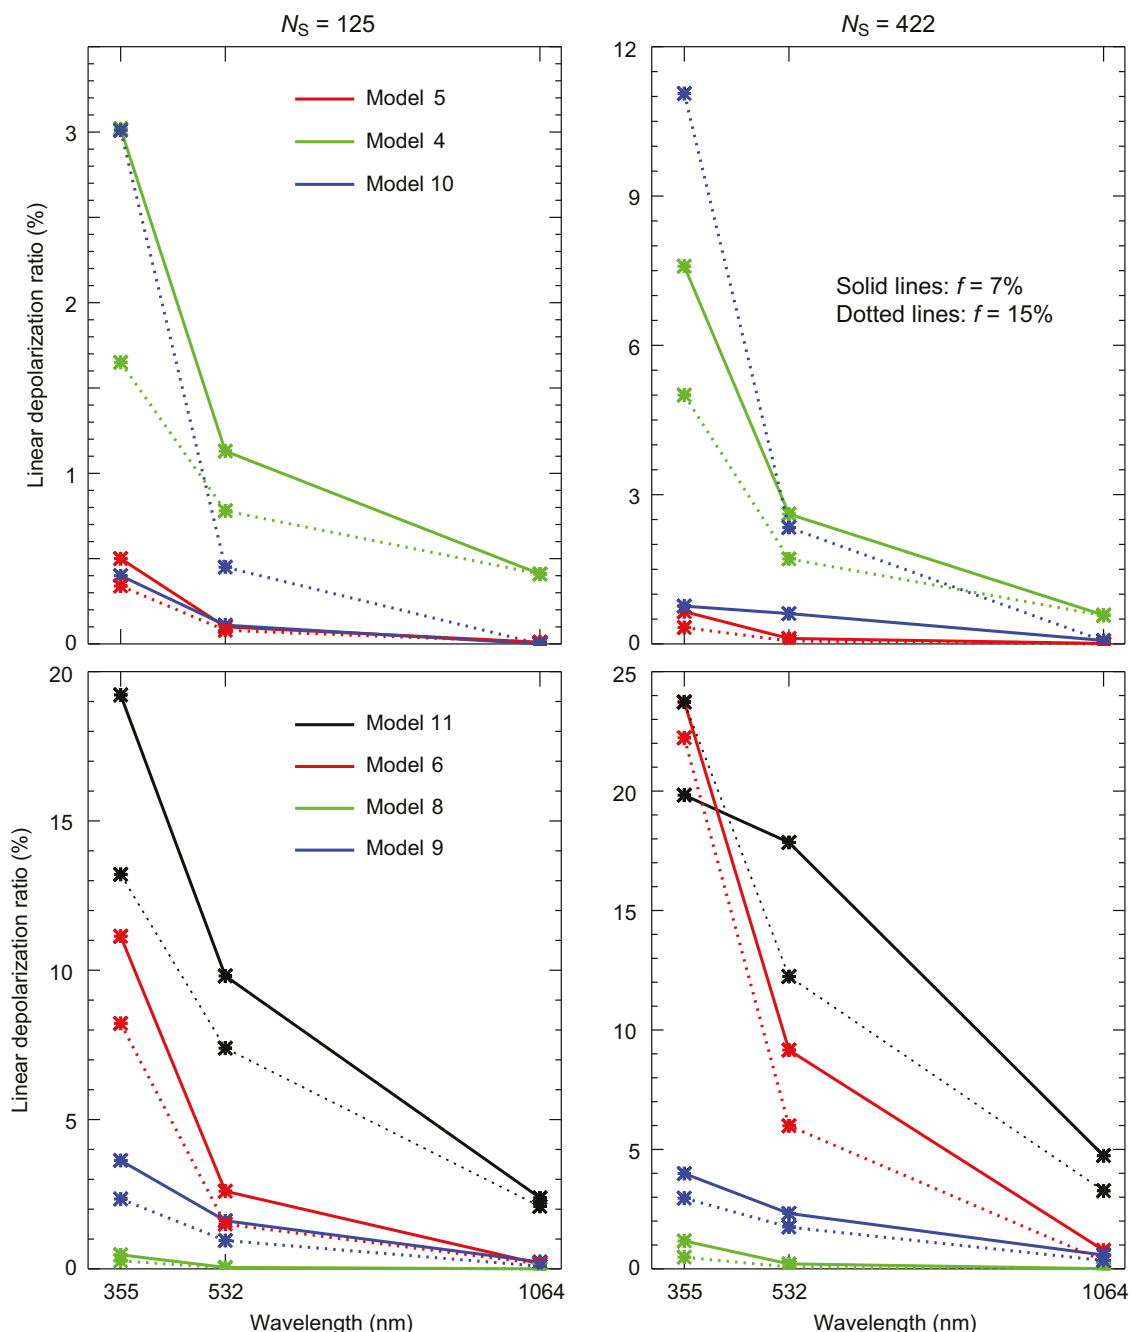 N_S = 125
N_S = 422
Linear depolarization ratio (%)
3
2
1
0
Model 5
Model 4
Model 10
12
9
6
3
0
Solid lines: f = 7%
Dotted lines: f = 15%
Linear depolarization ratio (%)
20
15
10
5
0
Model 11
Model 6
Model 8
Model 9
25
20
15
10
5
0
355
532
1064
Wavelength (nm)
355
532
1064
Wavelength (nm)